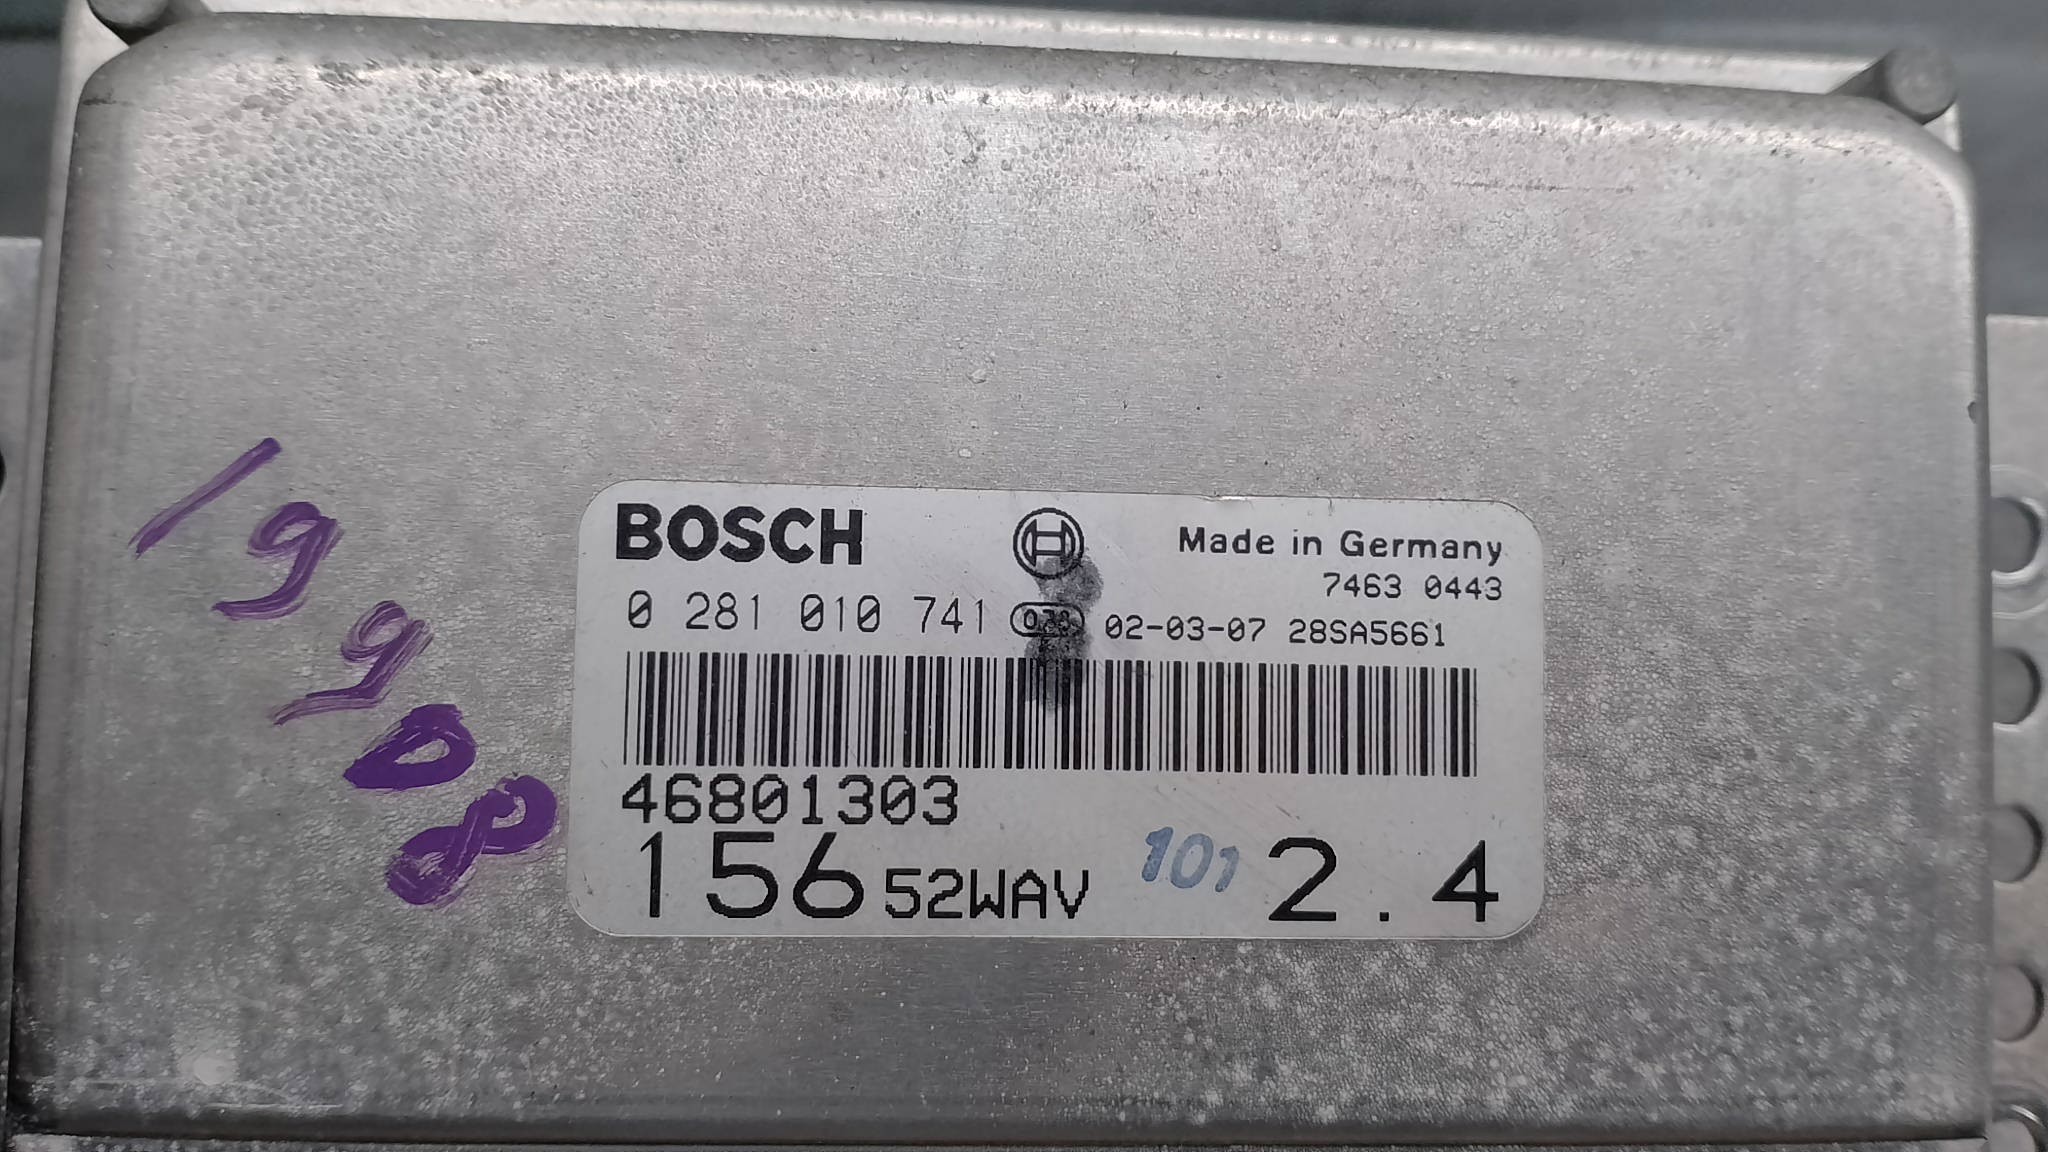 19908
BOSCH
Made in Germany
7463 0443
0 281 010 741
02-03-07 28SA5661
46801303
156 52WAV 101 2.4